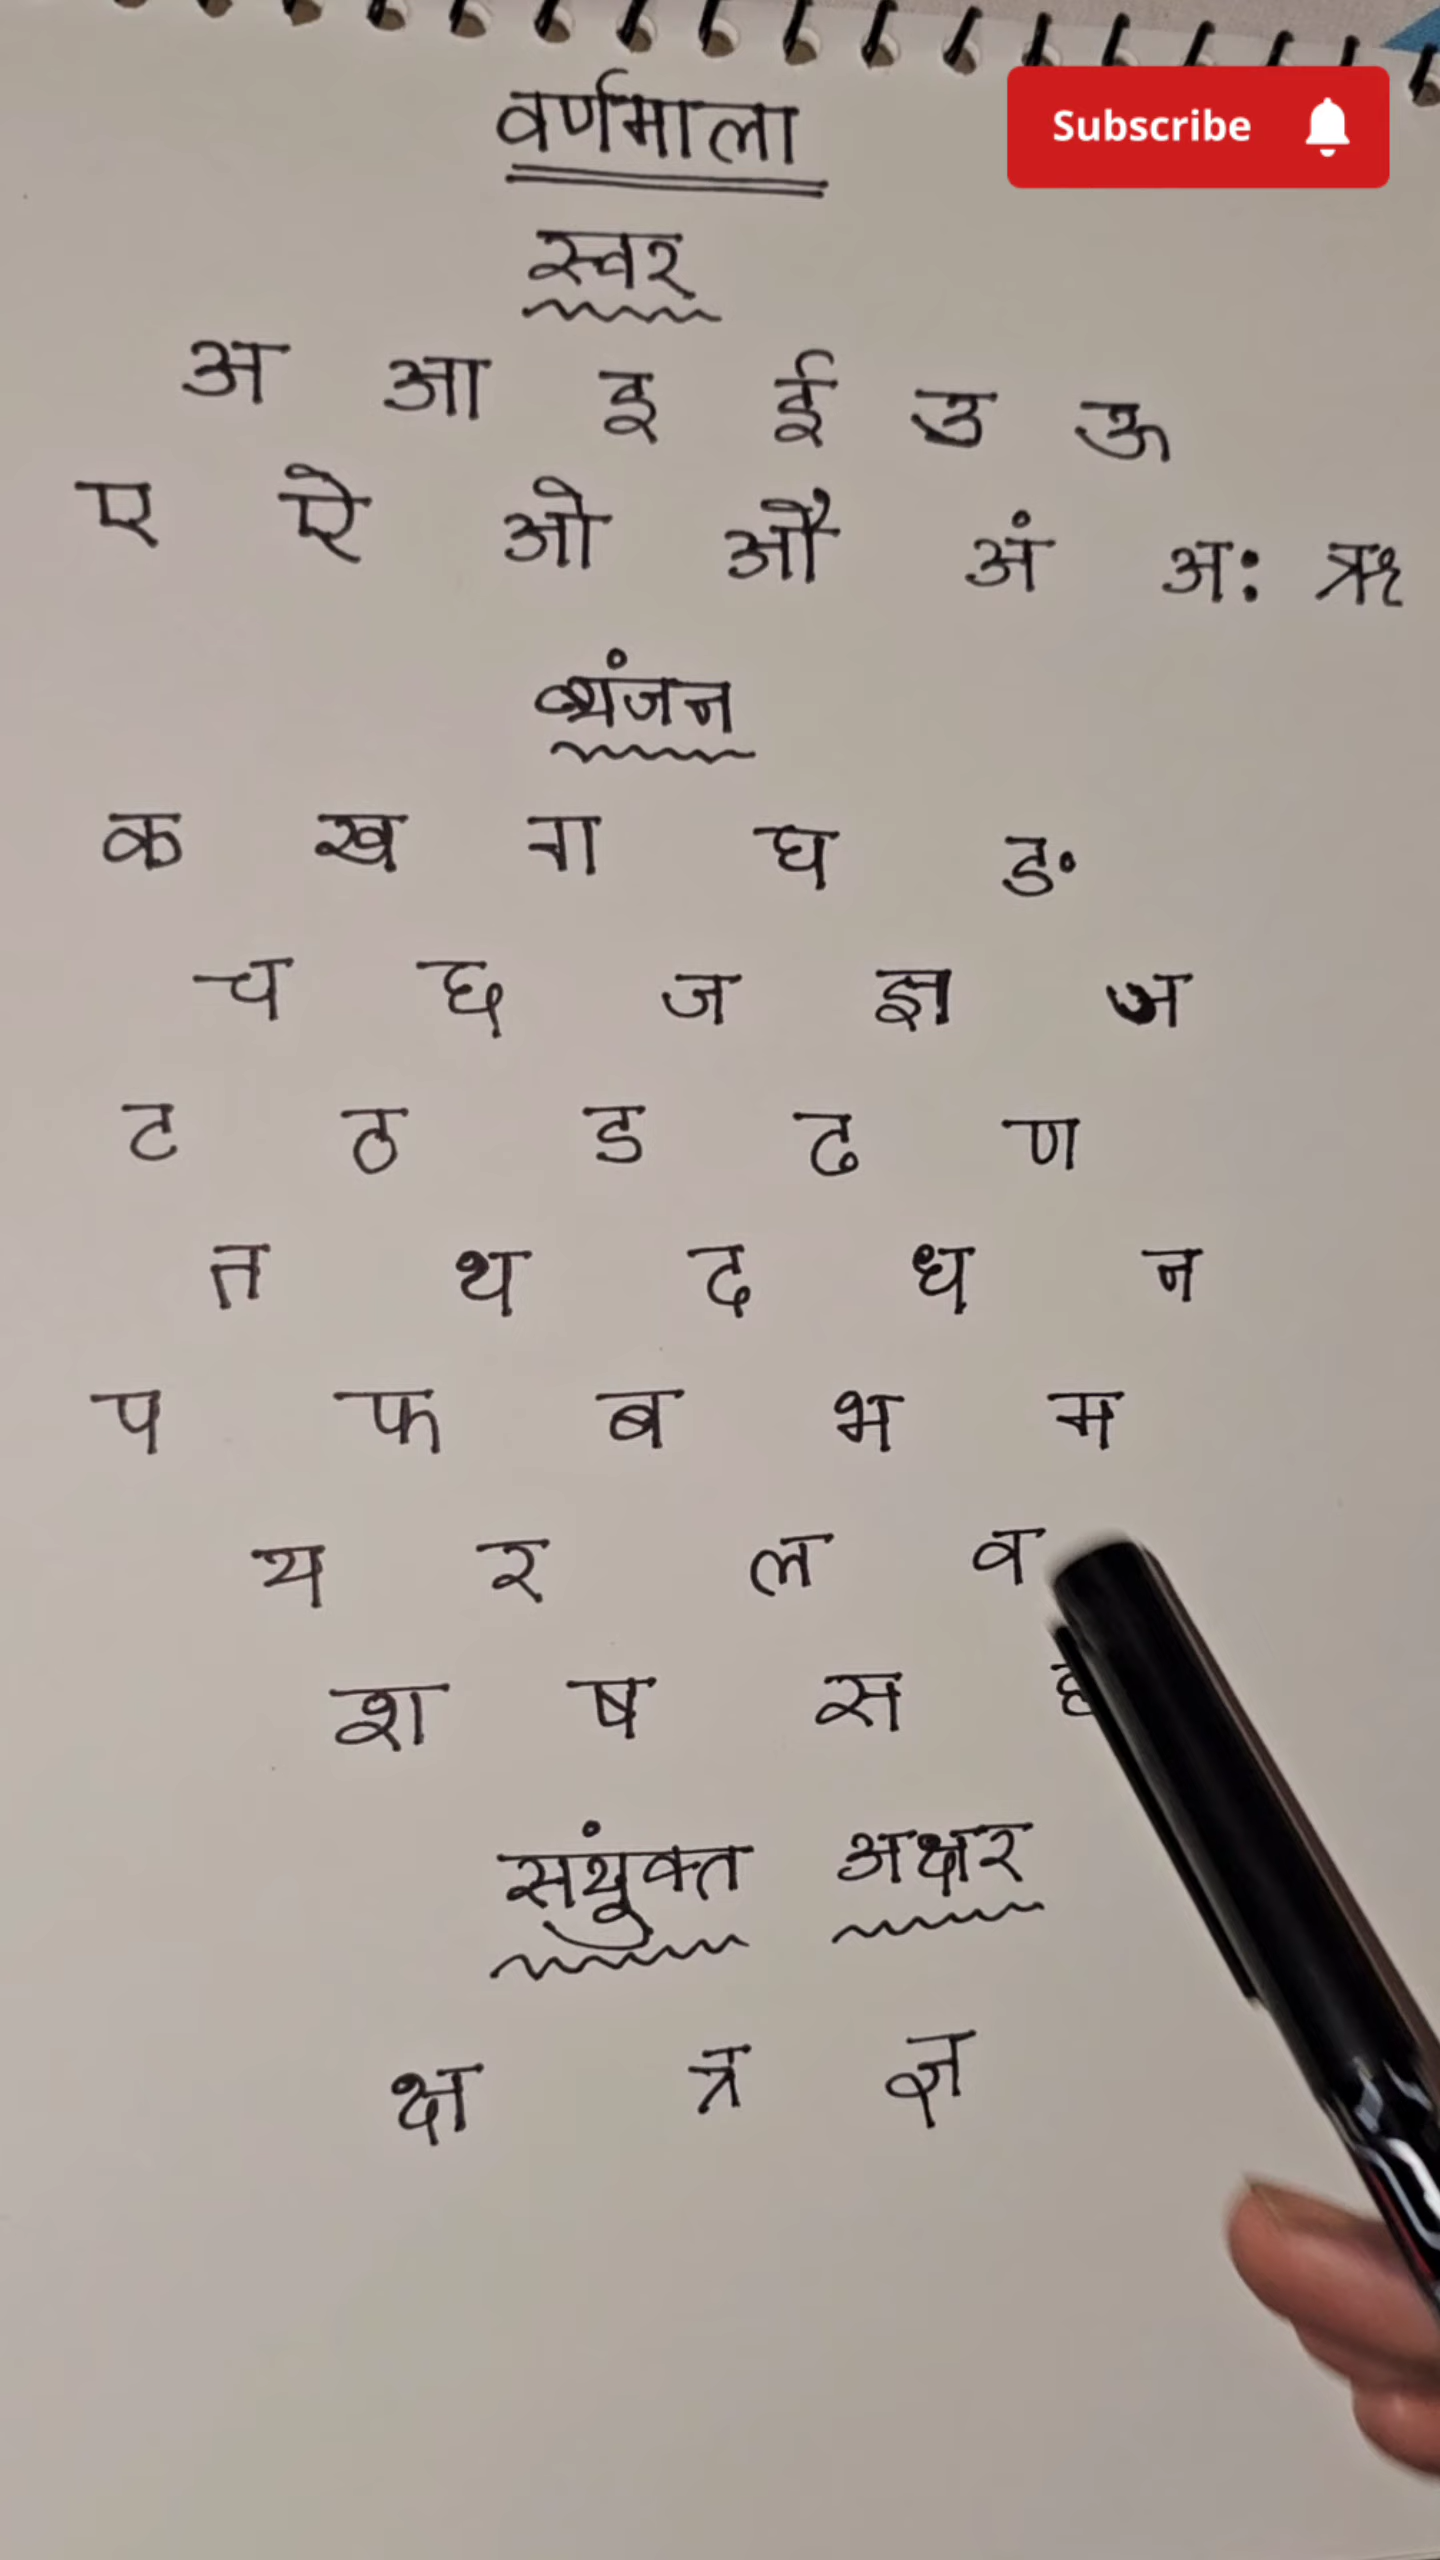 वर्णमाला
Subscribe
स्वर
अ आ इ ई उ ऊ
ए ऐ ओ औ अं अः ऋ
व्यंजन
क ख ग घ ङ
च छ ज झ ञ
ट ठ ड ढ ण
त थ द ध न
प फ ब भ म
य र ल व
श ष स
संयुक्त अक्षर
क्ष त्र ज्ञ